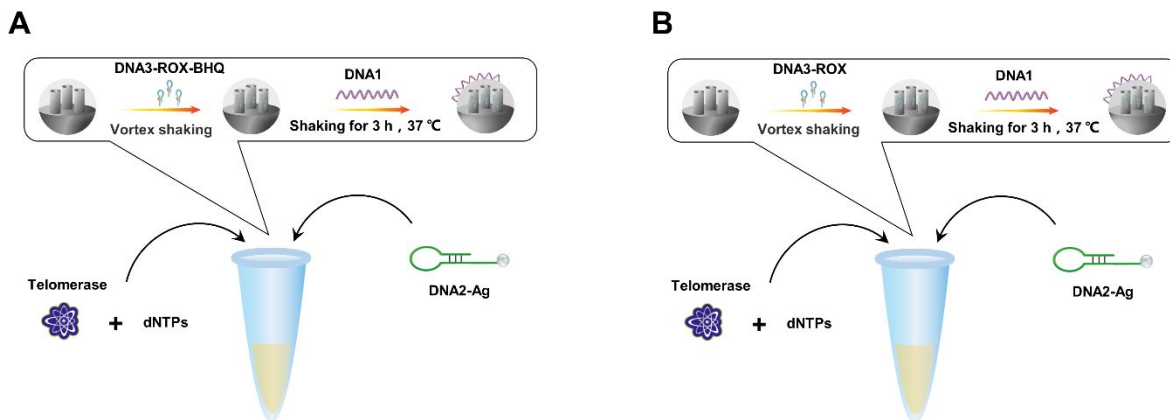 A
DNA3-ROX-BHQ
DNA1
Vortex shaking
Shaking for 3 h , 37 ℃
Telomerase
+ dNTPs
DNA2-Ag
B
DNA3-ROX
DNA1
Vortex shaking
Shaking for 3 h , 37 ℃
Telomerase
+ dNTPs
DNA2-Ag